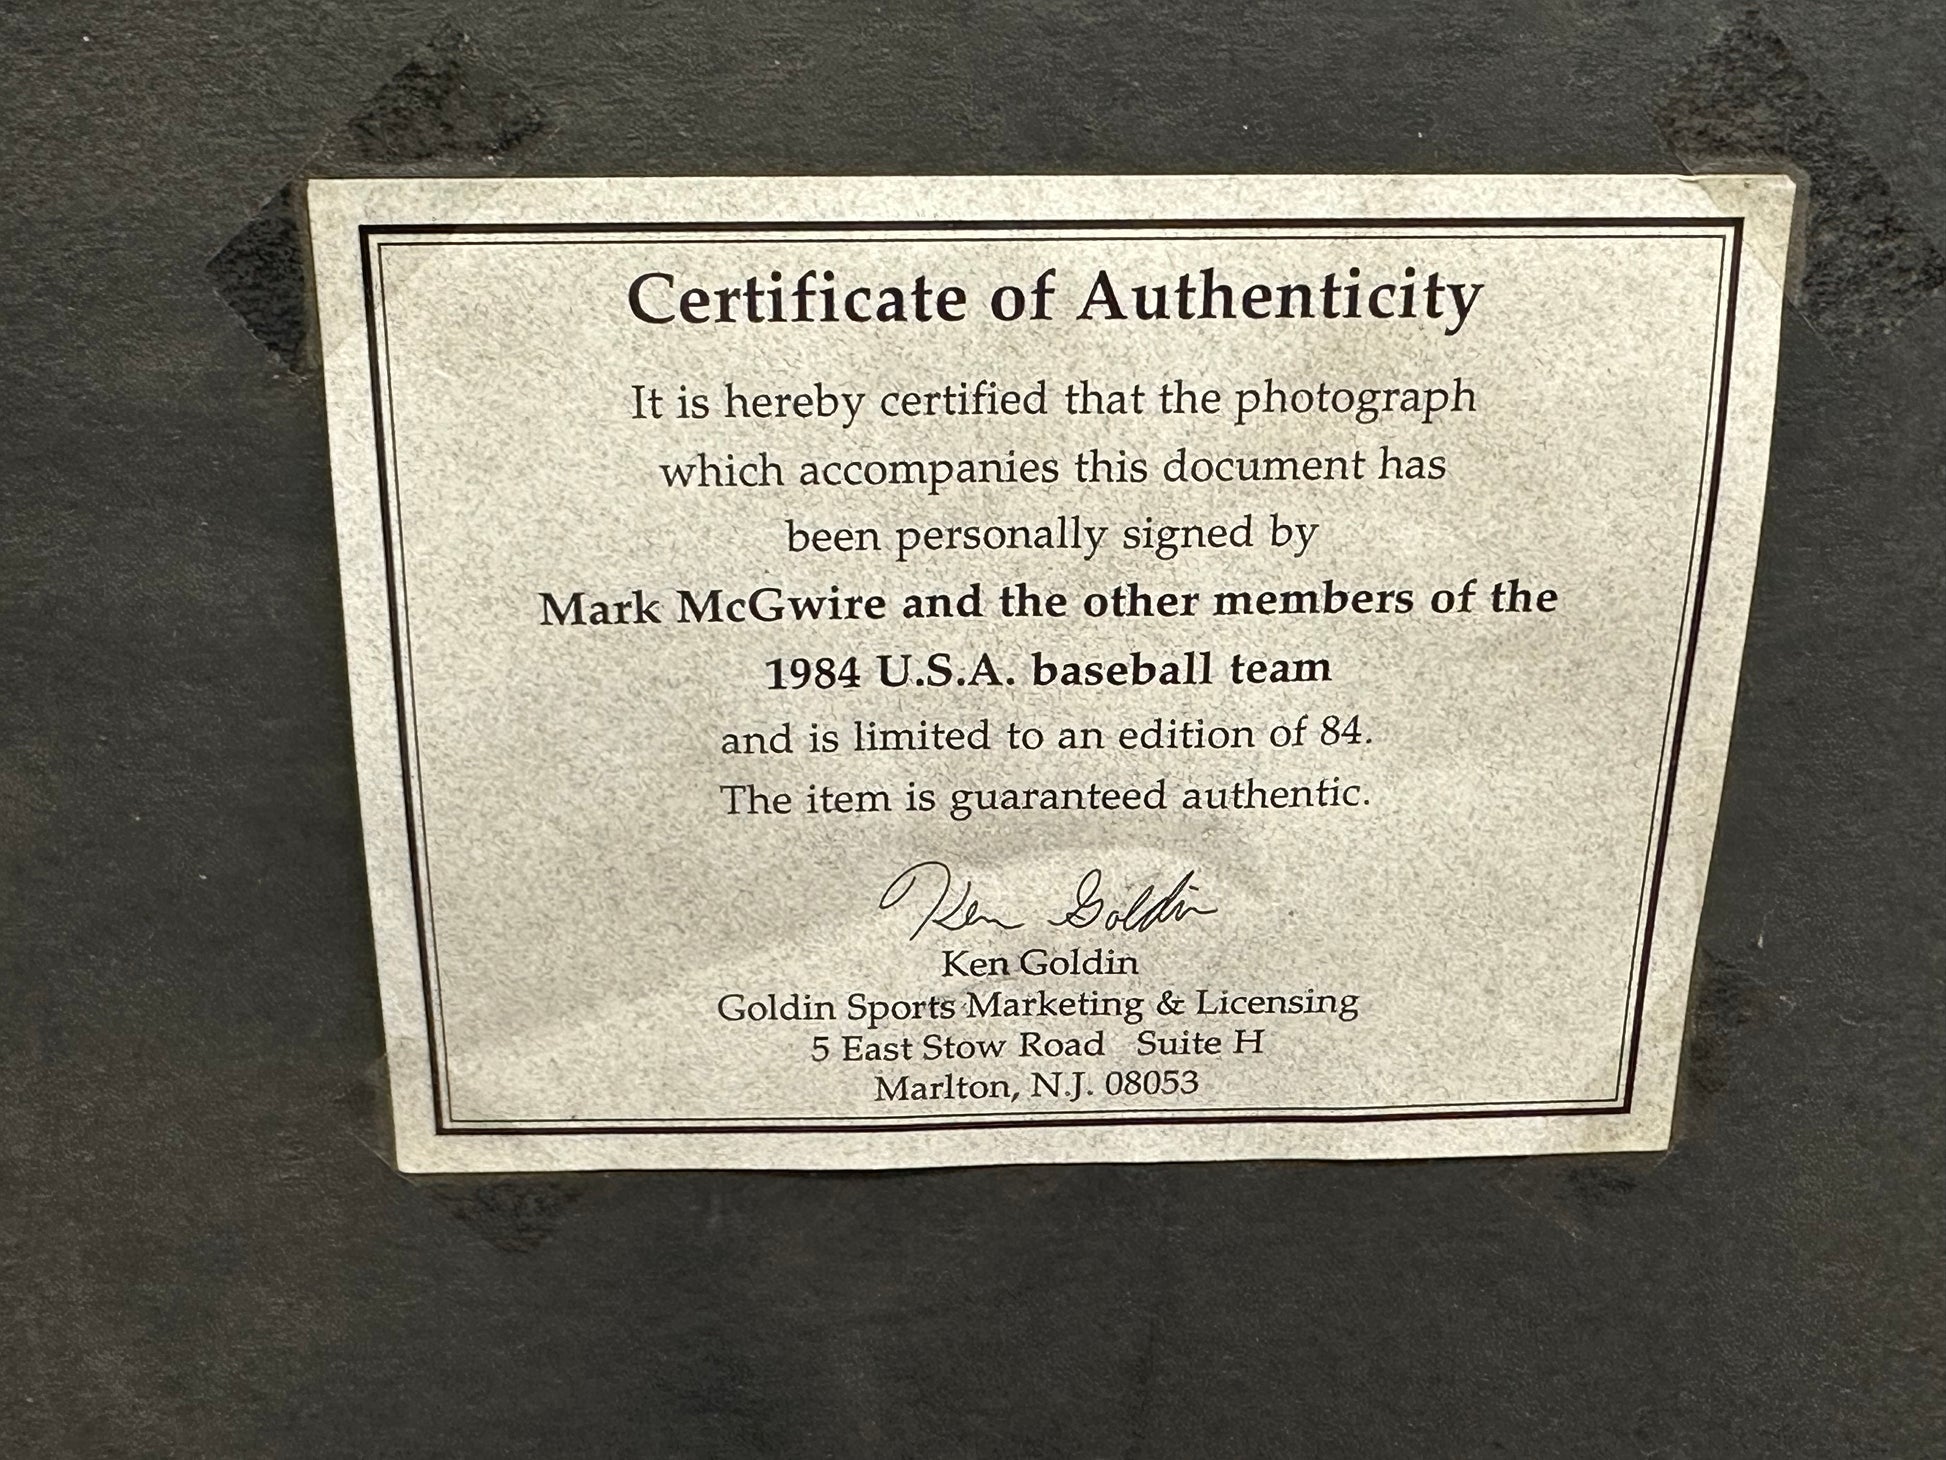 Certificate of Authenticity
It is hereby certified that the photograph
which accompanies this document has
been personally signed by
Mark McGwire and the other members of the
1984 U.S.A. baseball team
and is limited to an edition of 84.
The item is guaranteed authentic.
Ken Goldin
Ken Goldin
Goldin Sports Marketing & Licensing
5 East Stow Road Suite H
Marlton, N.J. 08053